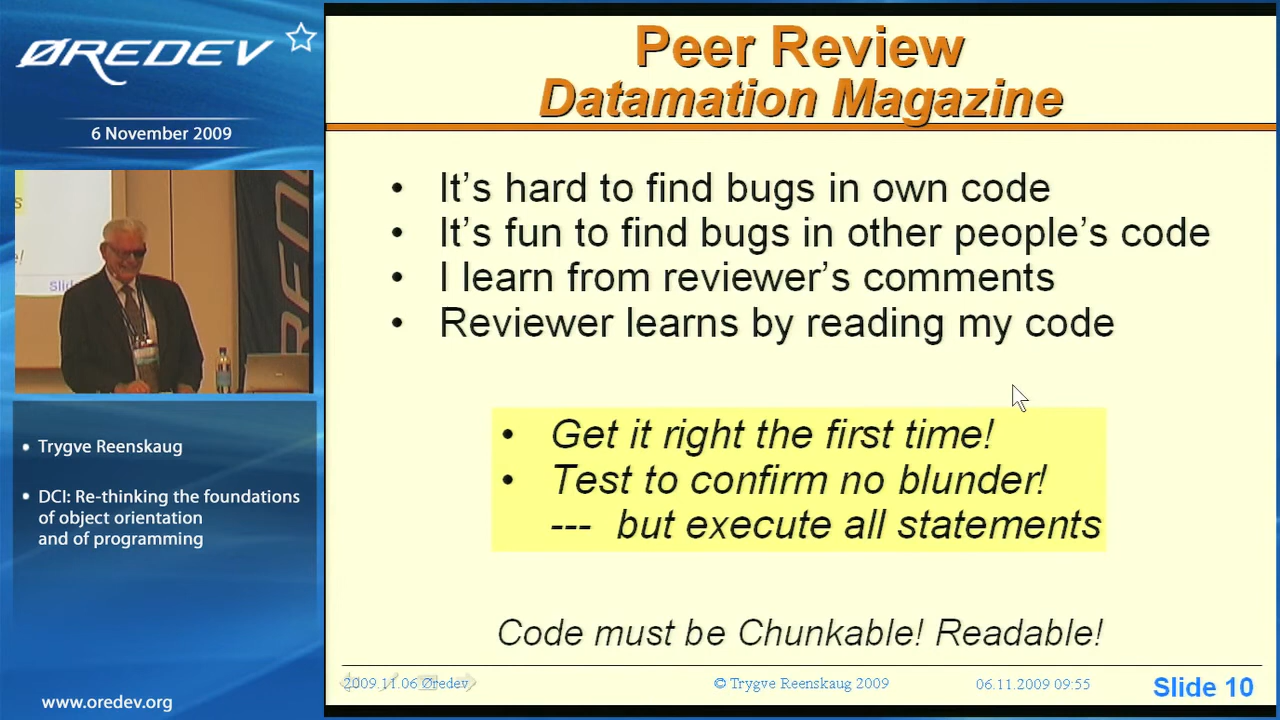 ØREDEV
6 November 2009
Slid
Trygve Reenskaug
DCI: Re-thinking the foundations
of object orientation
and of programming
www.oredev.org
Peer Review
Datamation Magazine
• It's hard to find bugs in own code
• It's fun to find bugs in other people's code
• I learn from reviewer's comments
• Reviewer learns by reading my code
• Get it right the first time!
• Test to confirm no blunder!
--- but execute all statements
Code must be Chunkable! Readable!
2009.11.06 Øredev
© Trygve Reenskaug 2009
06.11.2009 09:55
Slide 10